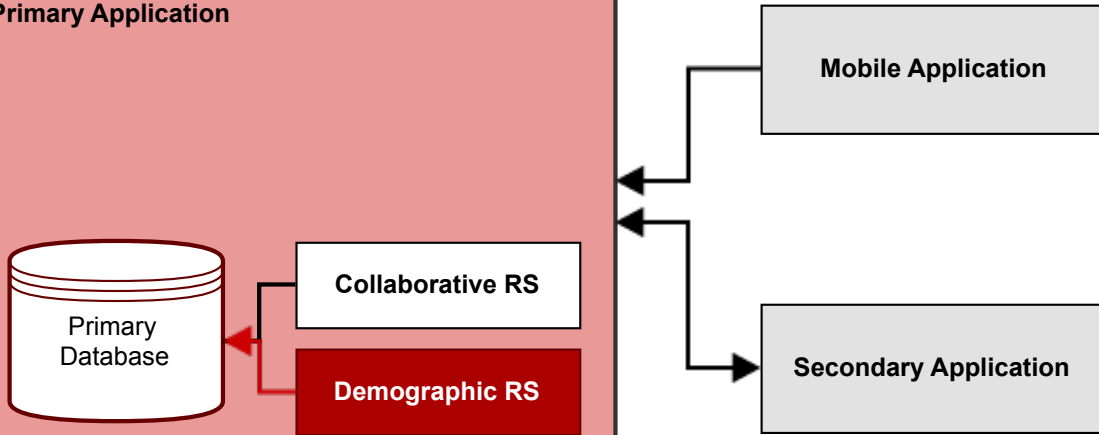 Primary Application
Mobile Application
Collaborative RS
Primary
Database
Secondary Application
Demographic RS